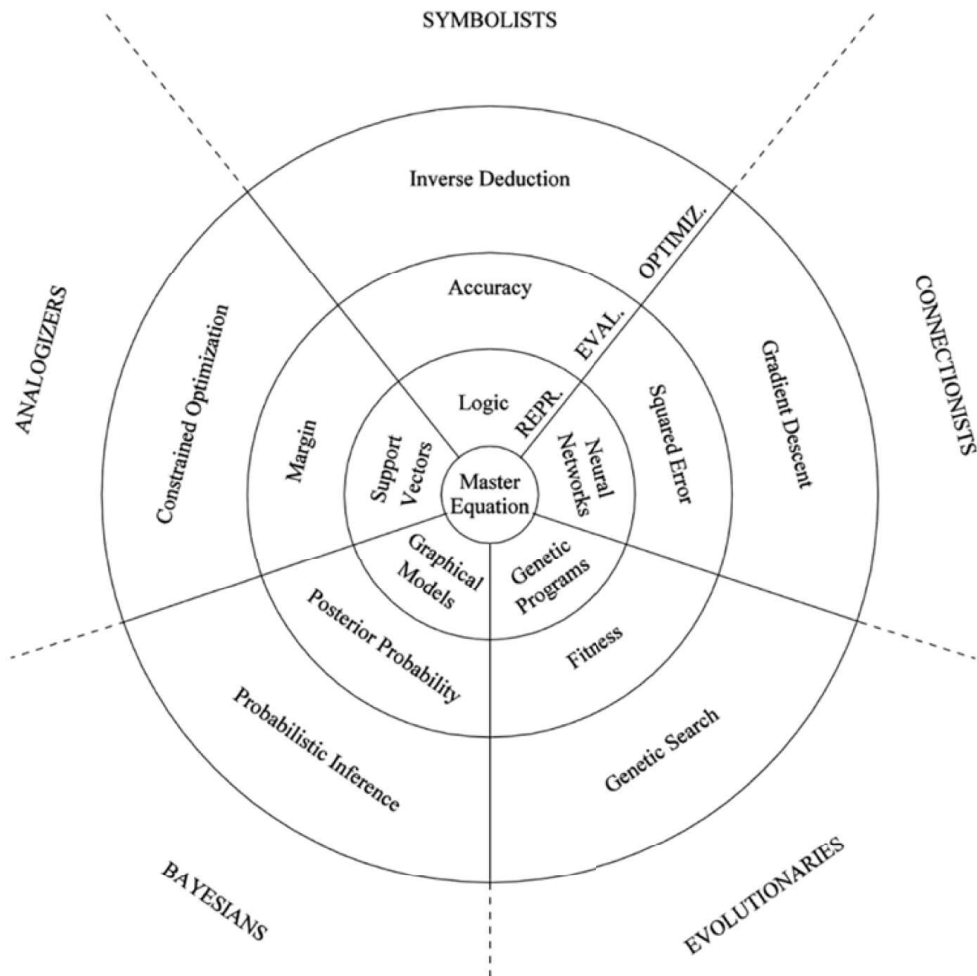 SYMBOLISTS
Inverse Deduction
OPTIMIZ.
Accuracy
EVAL.
Logic
REPR.
ANALOGIZERS
Constrained Optimization
Margin
Support
Vectors
Master
Equation
Neural
Networks
Squared Error
Gradient Descent
CONNECTIONISTS
Graphical
Models
Genetic
Programs
Posterior Probability
Fitness
Probabilistic Inference
Genetic Search
BAYESIANS
EVOLUTIONARIES